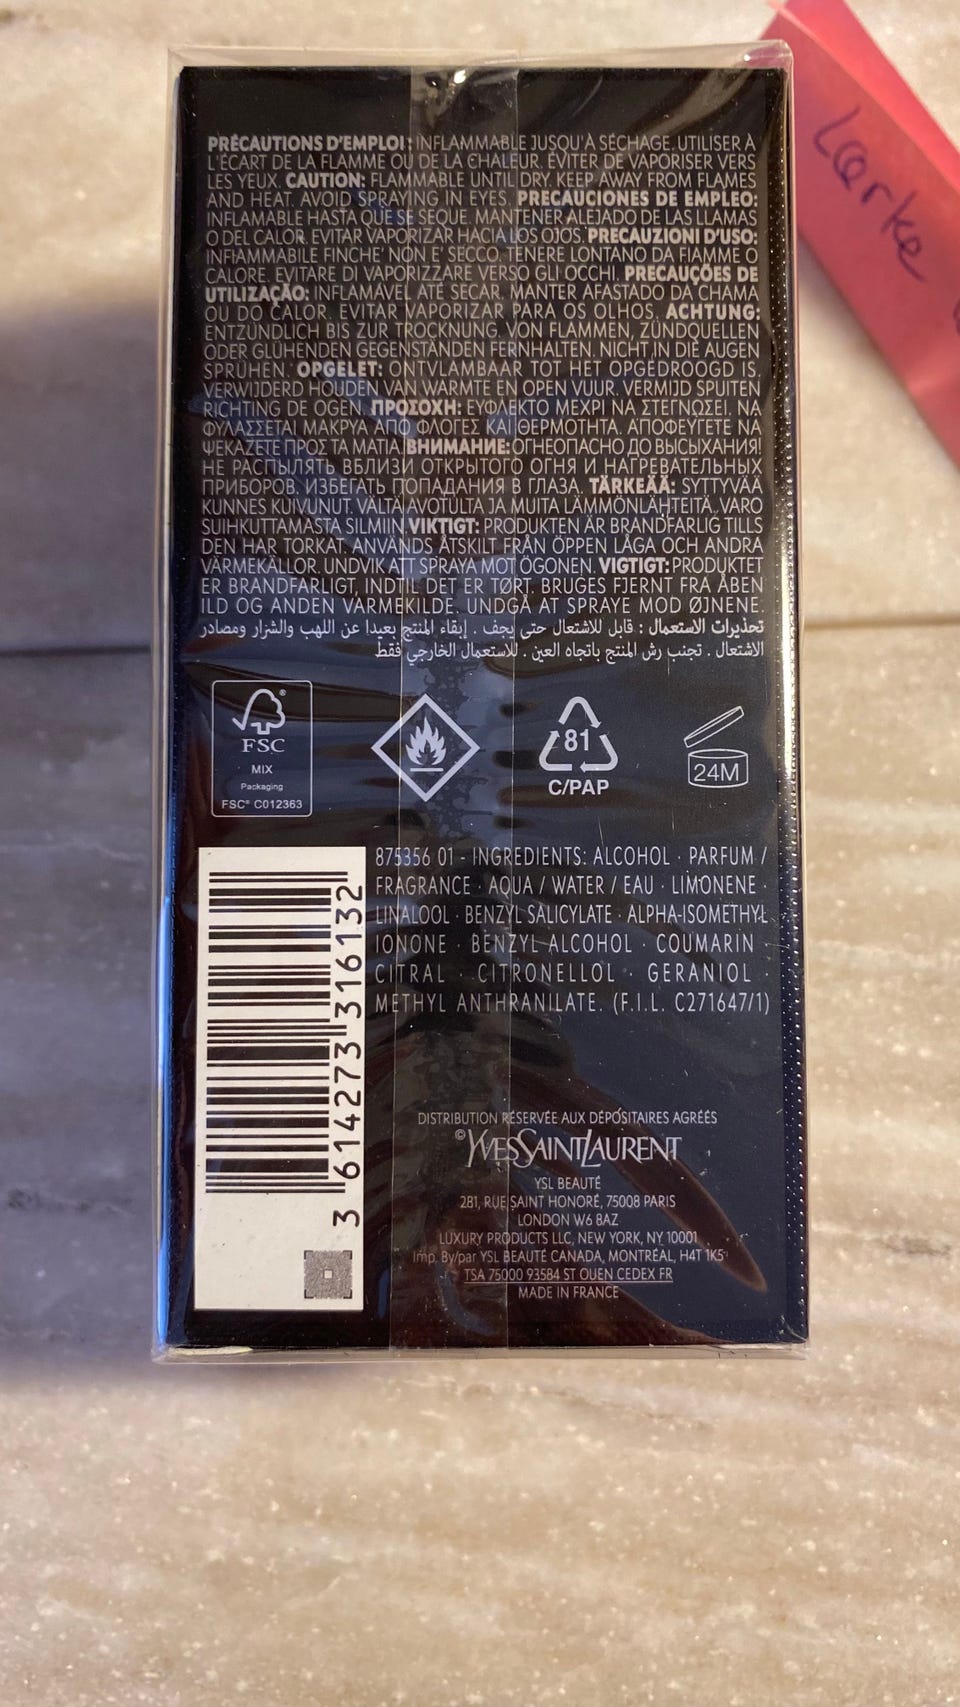 Lærke
PRÉCAUTIONS D'EMPLOI : INFLAMMABLE JUSQU'À SÉCHAGE. UTILISER À
L'ÉCART DE LA FLAMME OU DE LA CHALEUR. ÉVITER DE VAPORISER VERS
LES YEUX. CAUTION: FLAMMABLE UNTIL DRY. KEEP AWAY FROM FLAMES
AND HEAT. AVOID SPRAYING IN EYES. PRECAUCIONES DE EMPLEO:
INFLAMABLE HASTA QUE SE SEQUE. MANTENER ALEJADO DE LAS LLAMAS
O DEL CALOR. EVITAR VAPORIZAR HACIA LOS OJOS. PRECAUZIONI D'USO:
INFIAMMABILE FINCHE' NON E' SECCO. TENERE LONTANO DA FIAMME O
CALORE. EVITARE DI VAPORIZZARE VERSO GLI OCCHI. PRECAUÇÕES DE
UTILIZAÇÃO: INFLAMÁVEL ATÉ SECAR. MANTER AFASTADO DA CHAMA
OU DO CALOR. EVITAR VAPORIZAR PARA OS OLHOS. ACHTUNG:
ENTZÜNDLICH BIS ZUR TROCKNUNG. VON FLAMMEN, ZÜNDQUELLEN
ODER GLÜHENDEN GEGENSTÄNDEN FERNHALTEN. NICHT IN DIE AUGEN
SPRÜHEN. OPGELET: ONTVLAMBAAR TOT HET OPGEDROOGD IS.
VERWIJDERD HOUDEN VAN WARMTE EN OPEN VUUR. VERMIJD SPUITEN
RICHTING DE OGEN. ΠΡΟΣΟΧΗ: ΕΥΦΛΕΚΤΟ ΜΕΧΡΙ ΝΑ ΣΤΕΓΝΩΣΕΙ. ΝΑ
ΦΥΛΑΣΣΕΤΑΙ ΜΑΚΡΥΑ ΑΠΟ ΦΛΟΓΕΣ ΚΑΙ ΘΕΡΜΟΤΗΤΑ. ΑΠΟΦΕΥΓΕΤΕ ΝΑ
ΨΕΚΑΖΕΤΕ ΠΡΟΣ ΤΑ ΜΑΤΙΑ. ВНИМАНИЕ: ОГНЕОПАСНО ДО ВЫСЫХАНИЯ!
НЕ РАСПЫЛЯТЬ ВБЛИЗИ ОТКРЫТОГО ОГНЯ И НАГРЕВАТЕЛЬНЫХ
ПРИБОРОВ. ИЗБЕГАТЬ ПОПАДАНИЯ В ГЛАЗА. TÄRKEÄÄ: SYTTYVÄÄ
KUNNES KUIVUNUT. VÄLTÄ AVOTULTA JA MUITA LÄMMÖNLÄHTEITÄ. VARO
SUIHKUTTAMASTA SILMIIN. VIKTIGT: PRODUKTEN ÄR BRANDFARLIG TILLS
DEN HAR TORKAT. ANVÄNDS ÅTSKILT FRÅN ÖPPEN LÅGA OCH ANDRA
VÄRMEKÄLLOR. UNDVIK ATT SPRAYA MOT ÖGONEN. VIGTIGT: PRODUKTET
ER BRANDFARLIGT, INDTIL DET ER TØRT. BRUGES FJERNT FRA ÅBEN
ILD OG ANDEN VARMEKILDE. UNDGÅ AT SPRAYE MOD ØJNENE.
تحذيرات الاستعمال : قابل للاشتعال حتى يجف . إبقاء المنتج بعيدا عن اللهب والشرار ومصادر
الاشتعال . تجنب رش المنتج باتجاه العين . للاستعمال الخارجي فقط
FSC®
MIX
Packaging
FSC® C012363
81
C/PAP
24M
875356 01 - INGREDIENTS: ALCOHOL · PARFUM /
FRAGRANCE · AQUA / WATER / EAU · LIMONENE ·
LINALOOL · BENZYL SALICYLATE · ALPHA-ISOMETHYL
IONONE · BENZYL ALCOHOL · COUMARIN ·
CITRAL · CITRONELLOL · GERANIOL ·
METHYL ANTHRANILATE. (F.I.L. C271647/1)
3 614273 316132
DISTRIBUTION RÉSERVÉE AUX DÉPOSITAIRES AGRÉÉS
©YVESSAINTLAURENT
YSL BEAUTÉ
281, RUE SAINT HONORÉ, 75008 PARIS
LONDON W6 8AZ
LUXURY PRODUCTS LLC, NEW YORK, NY 10001
Imp. By/par YSL BEAUTÉ CANADA, MONTRÉAL, H4T 1K5
TSA 75000 93584 ST OUEN CEDEX FR
MADE IN FRANCE